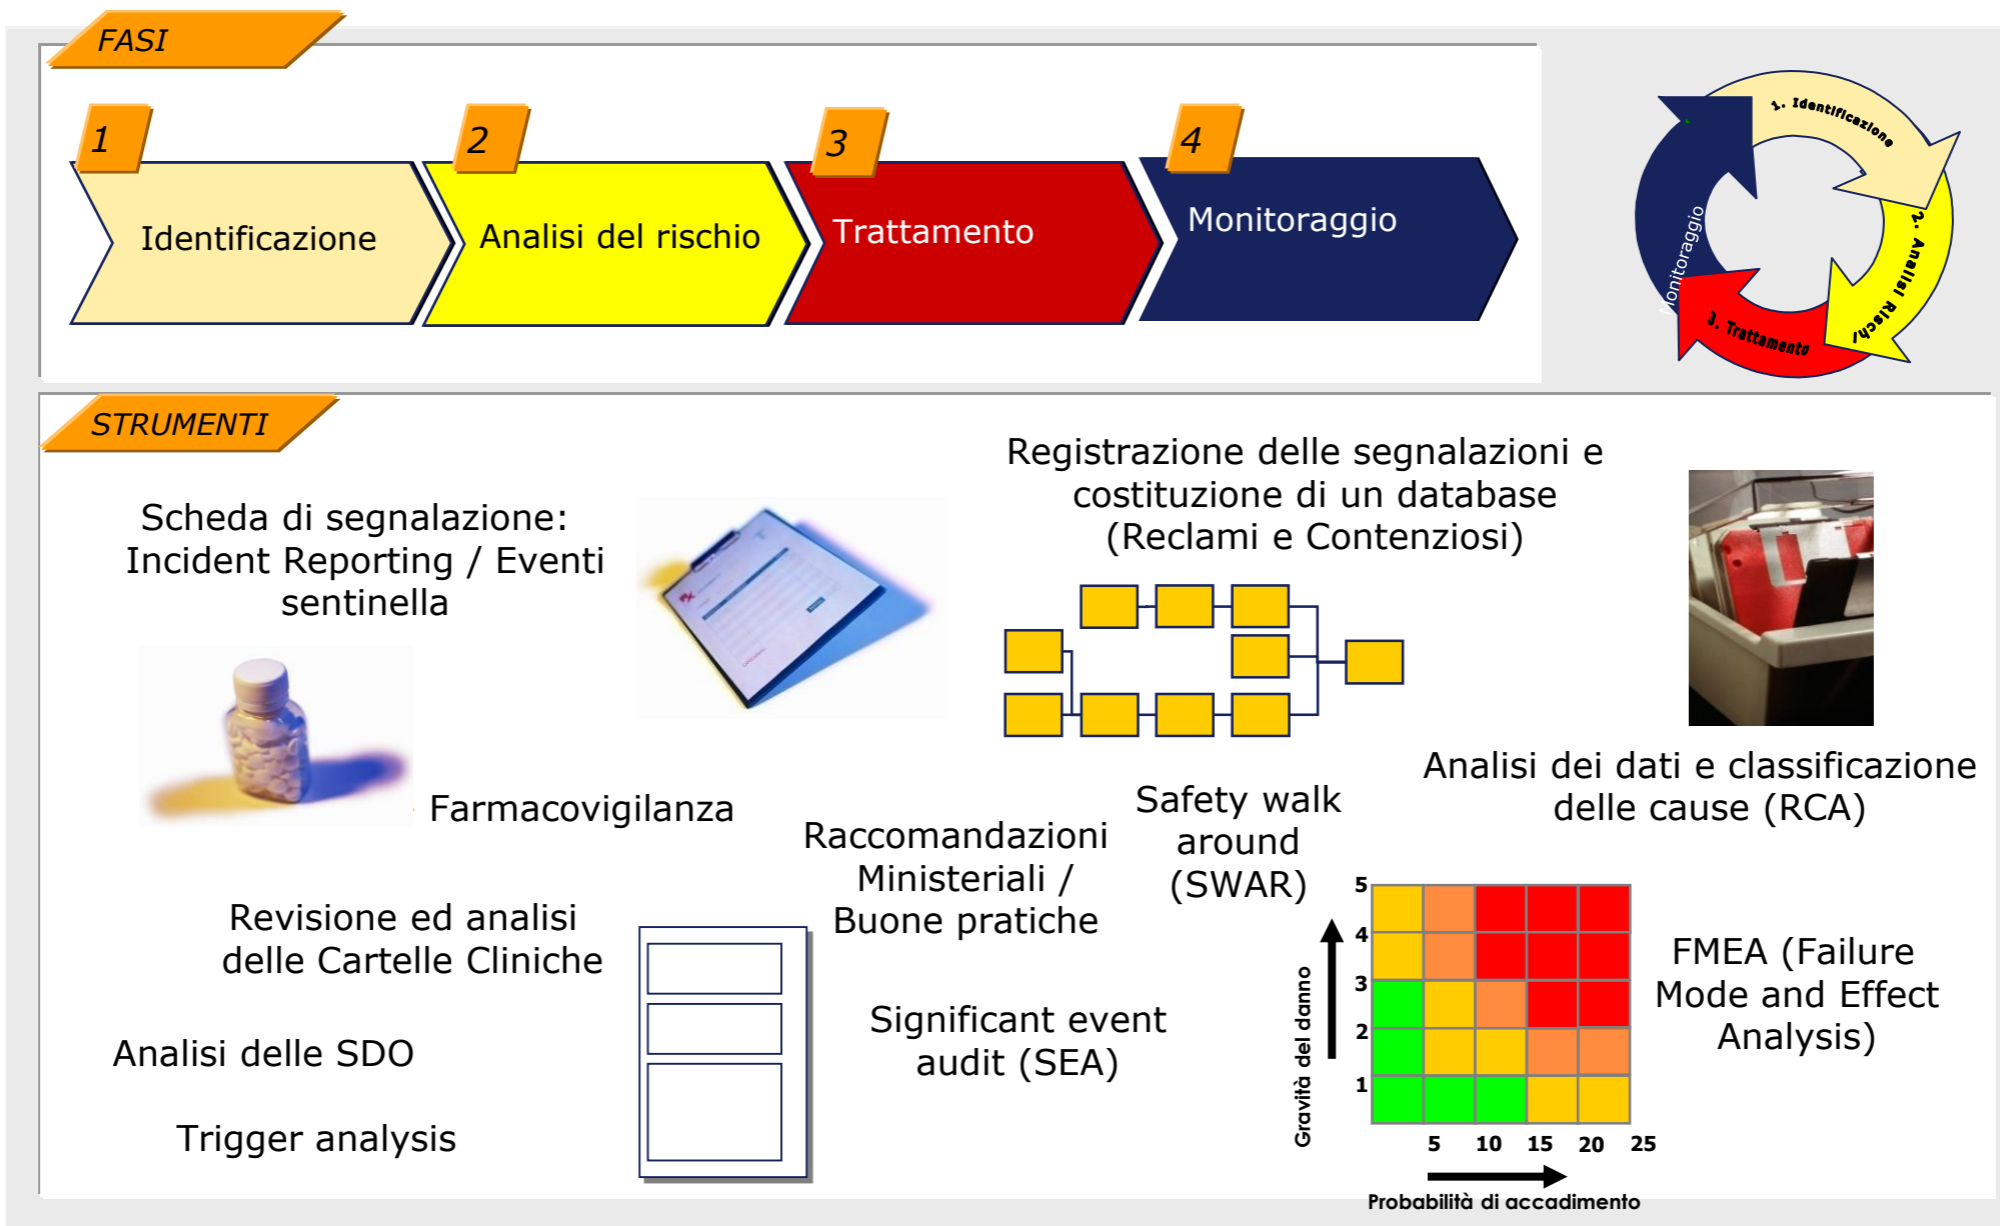 FASI
1
2
3
4
Identificazione
Analisi del rischio
Trattamento
Monitoraggio
1. Identificazione
2. Analisi Rischi
3. Trattamento
Monitoraggio
STRUMENTI
Scheda di segnalazione:
Incident Reporting / Eventi
sentinella
Registrazione delle segnalazioni e
costituzione di un database
(Reclami e Contenziosi)
Farmacovigilanza
Raccomandazioni
Ministeriali /
Buone pratiche
Safety walk
around
(SWAR)
Analisi dei dati e classificazione
delle cause (RCA)
Revisione ed analisi
delle Cartelle Cliniche
Analisi delle SDO
Trigger analysis
Significant event
audit (SEA)
Gravità del danno
5
4
3
2
1
5 10 15 20 25
Probabilità di accadimento
FMEA (Failure
Mode and Effect
Analysis)